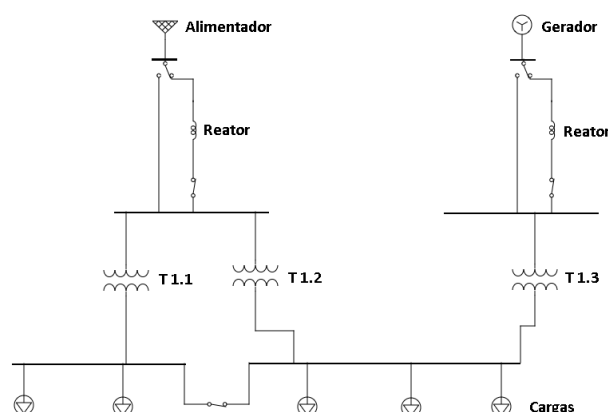 Alimentador
Gerador
Reator
Reator
T 1.1
T 1.2
T 1.3
Cargas